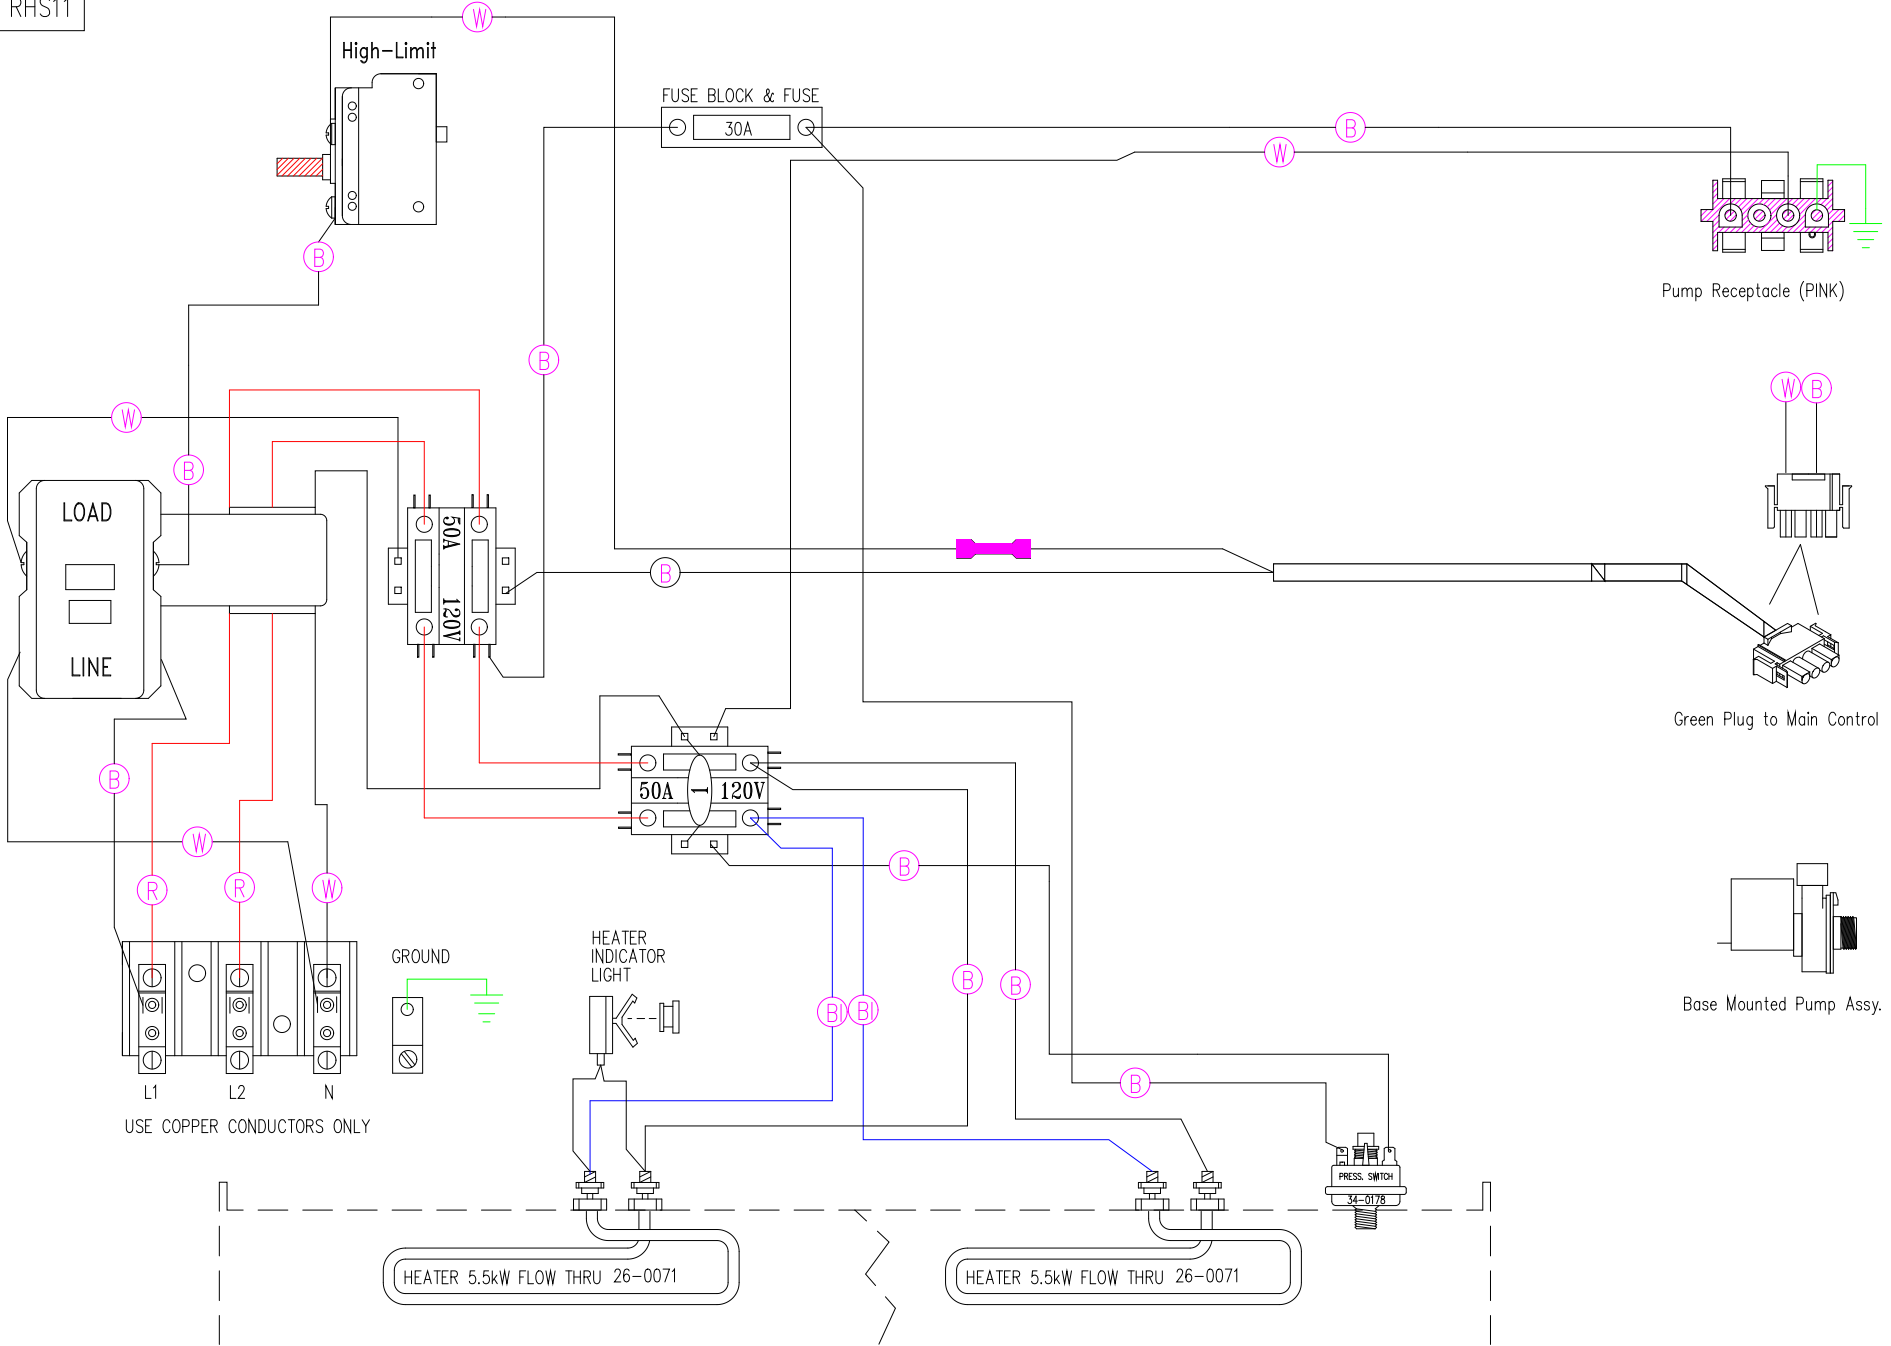 RHS11
W
High-Limit
FUSE BLOCK & FUSE
30A
B
W
B
Pump Receptacle (PINK)
B
W B
W
B
LOAD
50A
120V
B
LINE
Green Plug to Main Control
B
50A 1 120V
W
B
R R W
HEATER
INDICATOR
LIGHT
GROUND
B B
Bl Bl
Base Mounted Pump Assy.
B
L1 L2 N
USE COPPER CONDUCTORS ONLY
PRESS. SWITCH
34-0178
HEATER 5.5kW FLOW THRU 26-0071
HEATER 5.5kW FLOW THRU 26-0071